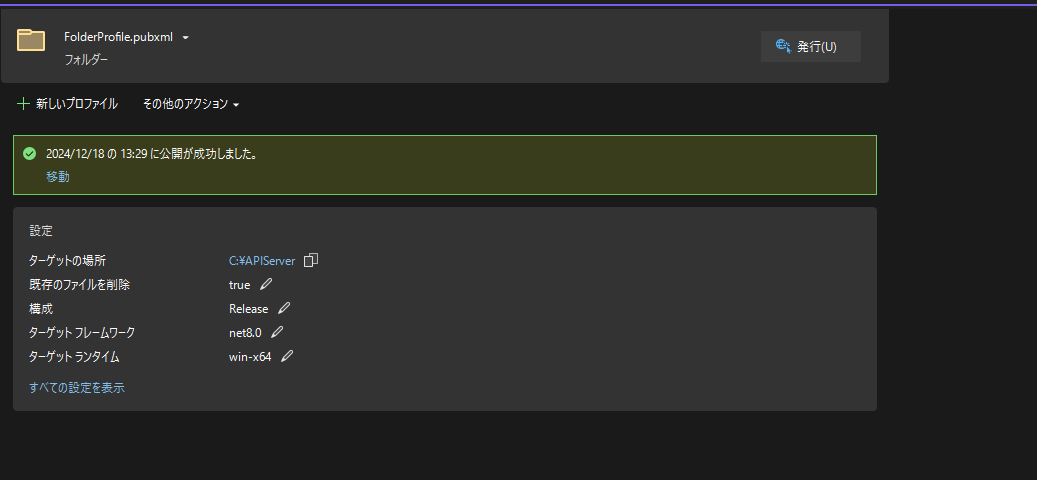 FolderProfile.pubxml
フォルダー
発行(U)
新しいプロファイル その他のアクション
2024/12/18 の 13:29 に公開が成功しました。
移動
設定
ターゲットの場所 C:¥APIServer
既存のファイルを削除 true
構成 Release
ターゲット フレームワーク net8.0
ターゲット ランタイム win-x64
すべての設定を表示